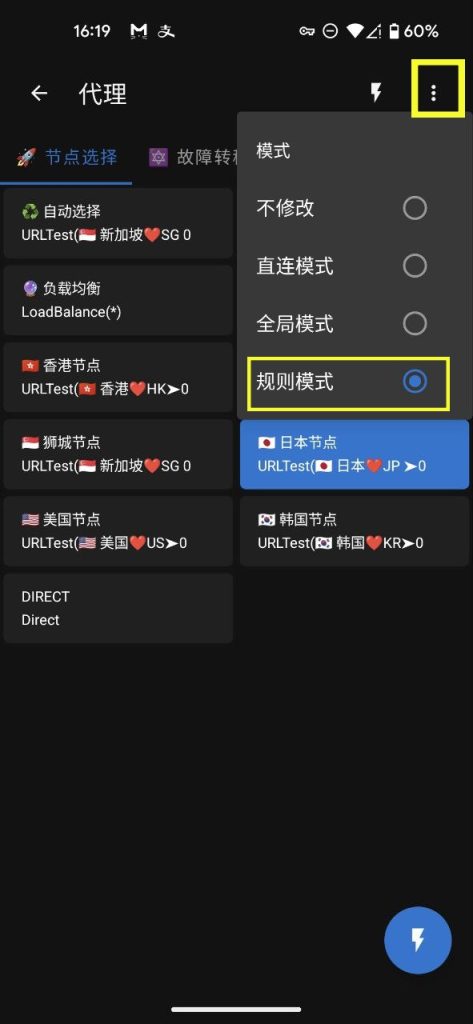 16:19
60%
代理
节点选择
故障转移
模式
不修改
直连模式
全局模式
规则模式
自动选择
URLTest(🇸🇬 新加坡❤️SG 0
负载均衡
LoadBalance(*)
香港节点
URLTest(🇭🇰 香港❤️HK➤0
狮城节点
URLTest(🇸🇬 新加坡❤️SG 0
日本节点
URLTest(🇯🇵 日本❤️JP ➤0
美国节点
URLTest(🇺🇸 美国❤️US➤0
韩国节点
URLTest(🇰🇷 韩国❤️KR➤0
DIRECT
Direct